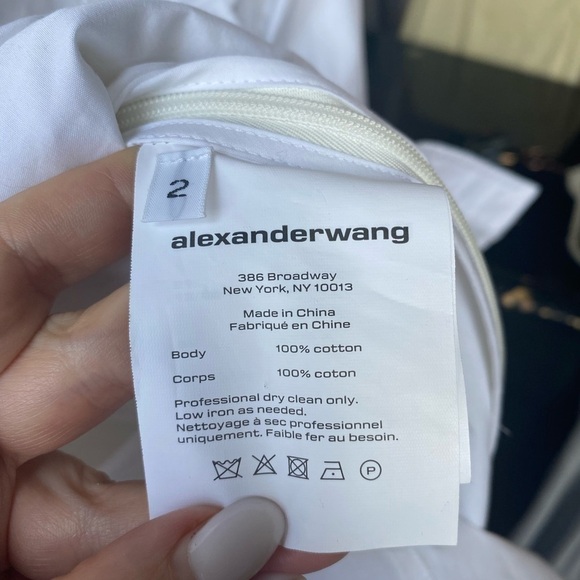 2
alexanderwang
386 Broadway
New York, NY 10013
Made in China
Fabriqué en Chine
Body 100% cotton
Corps 100% coton
Professional dry clean only.
Low iron as needed.
Nettoyage à sec professionnel
uniquement. Faible fer au besoin.
P